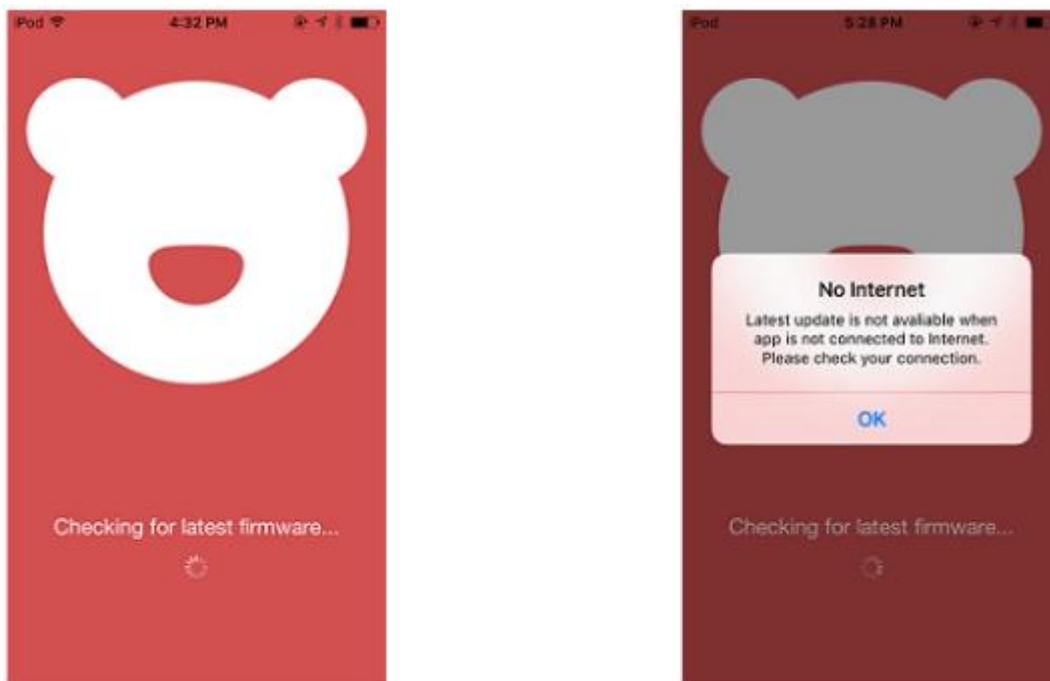 iPod 4:32 PM
Checking for latest firmware...
iPod 5:28 PM
No Internet
Latest update is not avaliable when
app is not connected to Internet.
Please check your connection.
OK
Checking for latest firmware...